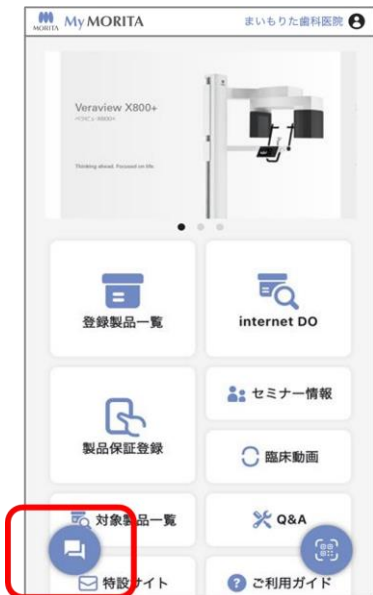 MORITA My MORITA まいもりた歯科医院
Veraview X800+
Thinking ahead. Focused on life.
登録製品一覧
internet DO
製品保証登録
セミナー情報
臨床動画
対象製品一覧
Q&A
特設サイト
ご利用ガイド